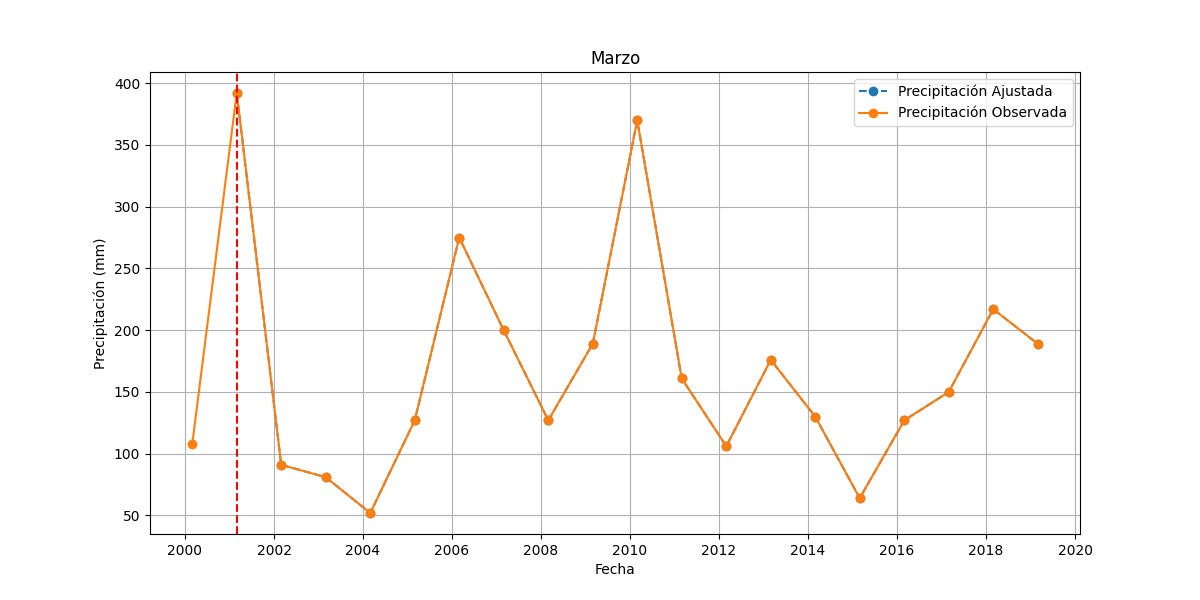 Marzo
Precipitación Ajustada
Precipitación Observada
Precipitación (mm)
400
350
300
250
200
150
100
50
2000 2002 2004 2006 2008 2010 2012 2014 2016 2018 2020
Fecha